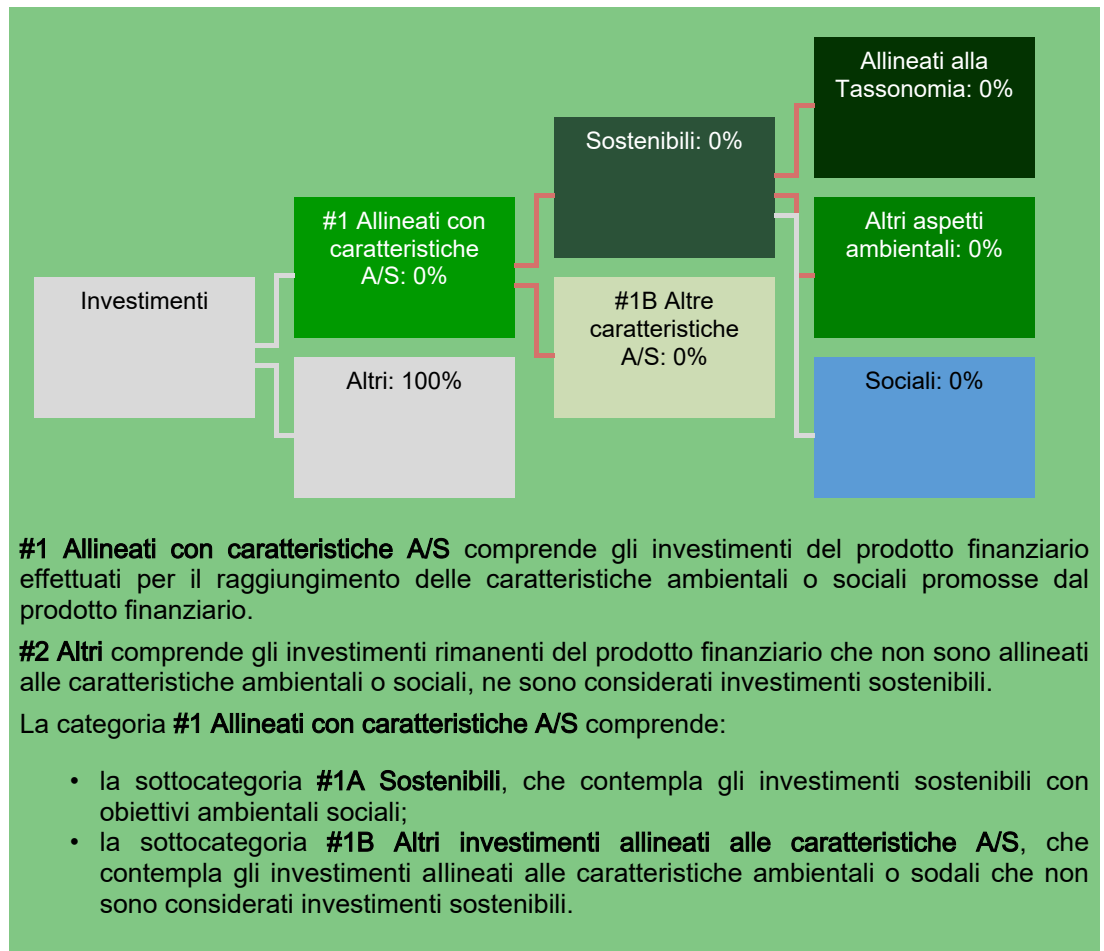 Allineati alla
Tassonomia: 0%
Sostenibili: 0%
#1 Allineati con
caratteristiche
A/S: 0%
Altri aspetti
ambientali: 0%
Investimenti
#1B Altre
caratteristiche
A/S: 0%
Altri: 100%
Sociali: 0%
#1 Allineati con caratteristiche A/S comprende gli investimenti del prodotto finanziario
effettuati per il raggiungimento delle caratteristiche ambientali o sociali promosse dal
prodotto finanziario.
#2 Altri comprende gli investimenti rimanenti del prodotto finanziario che non sono allineati
alle caratteristiche ambientali o sociali, ne sono considerati investimenti sostenibili.
La categoria #1 Allineati con caratteristiche A/S comprende:
• la sottocategoria #1A Sostenibili, che contempla gli investimenti sostenibili con
obiettivi ambientali sociali;
• la sottocategoria #1B Altri investimenti allineati alle caratteristiche A/S, che
contempla gli investimenti allineati alle caratteristiche ambientali o sodali che non
sono considerati investimenti sostenibili.